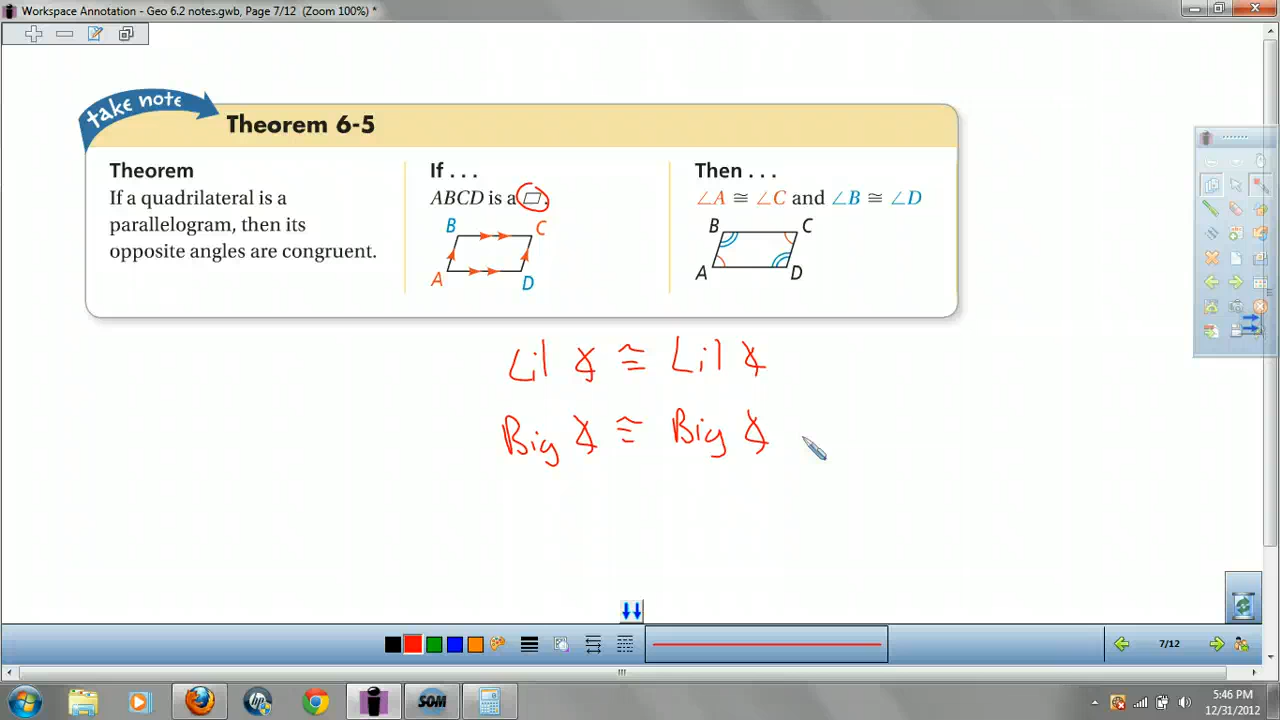 Workspace Annotation - Geo 6.2 notes.gwb, Page 7/12 (Zoom 100%) *
take note
Theorem 6-5
Theorem
If a quadrilateral is a
parallelogram, then its
opposite angles are congruent.
If . . .
ABCD is a ▱.
B C
A D
Then . . .
∠A ≅ ∠C and ∠B ≅ ∠D
B C
A D
Lil ∡ ≅ Lil ∡
Big ∡ ≅ Big ∡
7/12
SOM
5:46 PM
12/31/2012